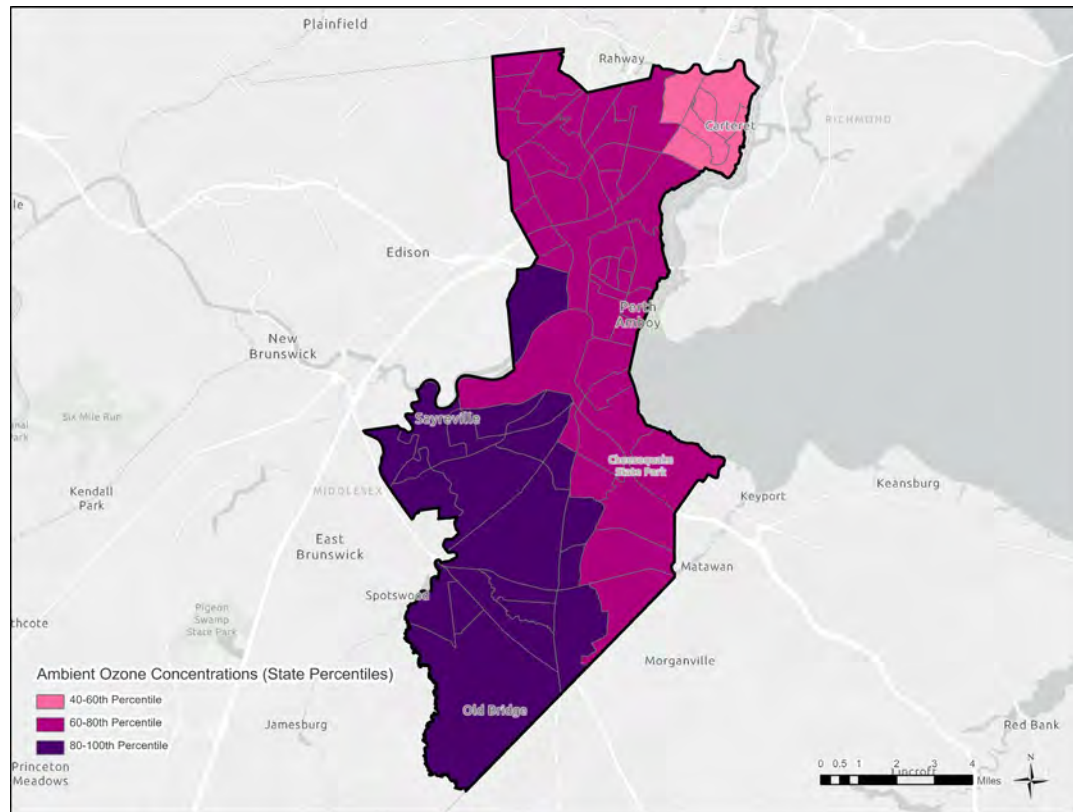 Plainfield
Rahway
Carteret
RICHMOND
le
Edison
Perth
Amboy
New
Brunswick
Sayreville
Six Mile Run
Park
Cheesequake
State Park
Kendall
Park
MIDDLESEX
Keyport
Keansburg
East
Brunswick
Matawan
Spotswood
Pigeon
Swamp
State Park
thcote
Morganville
Ambient Ozone Concentrations (State Percentiles)
40-60th Percentile
60-80th Percentile
80-100th Percentile
Old Bridge
Jamesburg
Red Bank
Princeton
Meadows
N
0 0.5 1 2 3 4
Miles